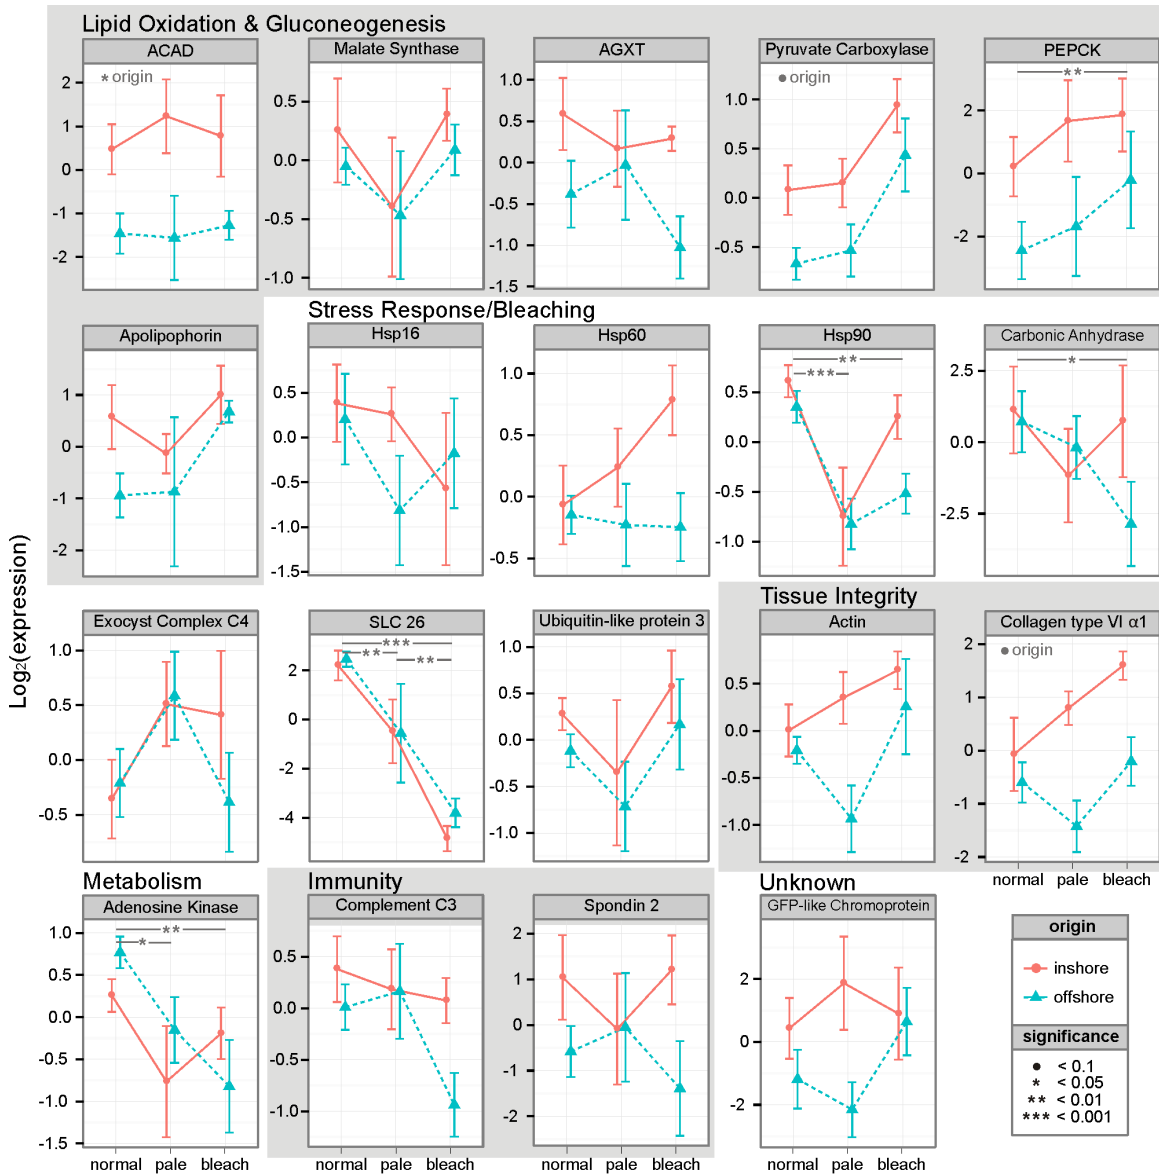 Lipid Oxidation & Gluconeogenesis
ACAD
Malate Synthase
AGXT
Pyruvate Carboxylase
PEPCK
* origin
2
1
0
-1
-2
0.5
0.0
-0.5
-1.0
1.0
0.5
0.0
-0.5
-1.0
-1.5
● origin
1.0
0.5
0.0
-0.5
**
2
0
-2
Stress Response/Bleaching
Apolipophorin
Hsp16
Hsp60
Hsp90
Carbonic Anhydrase
1
0
-1
-2
0.5
0.0
-0.5
-1.0
-1.5
1.0
0.5
0.0
-0.5
**
***
0.5
0.0
-0.5
-1.0
*
2.5
0.0
-2.5
Log2(expression)
Tissue Integrity
Exocyst Complex C4
SLC 26
Ubiquitin-like protein 3
Actin
Collagen type VI α1
1.0
0.5
0.0
-0.5
***
** **
2
0
-2
-4
1.0
0.5
0.0
-0.5
-1.0
0.5
0.0
-0.5
-1.0
● origin
2
1
0
-1
-2
normal pale bleach
Metabolism
Immunity
Unknown
Adenosine Kinase
Complement C3
Spondin 2
GFP-like Chromoprotein
**
*
1.0
0.5
0.0
-0.5
-1.0
-1.5
normal pale bleach
0.5
0.0
-0.5
-1.0
normal pale bleach
2
1
0
-1
-2
normal pale bleach
2
0
-2
normal pale bleach
origin
inshore
offshore
significance
● < 0.1
* < 0.05
** < 0.01
*** < 0.001